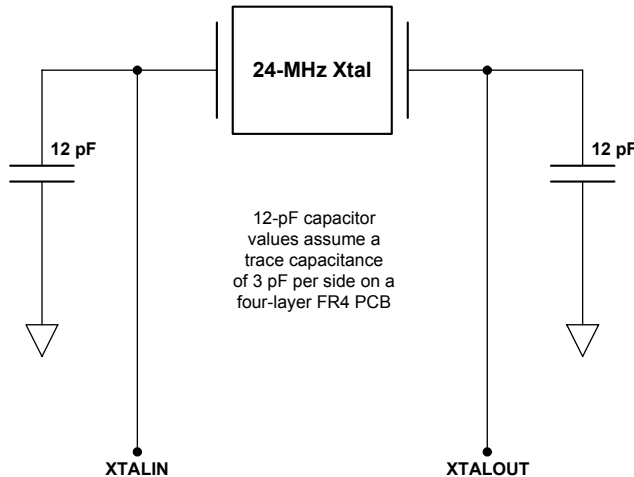 24-MHz Xtal
12 pF
12 pF
12-pF capacitor
values assume a
trace capacitance
of 3 pF per side on a
four-layer FR4 PCB
XTALIN
XTALOUT